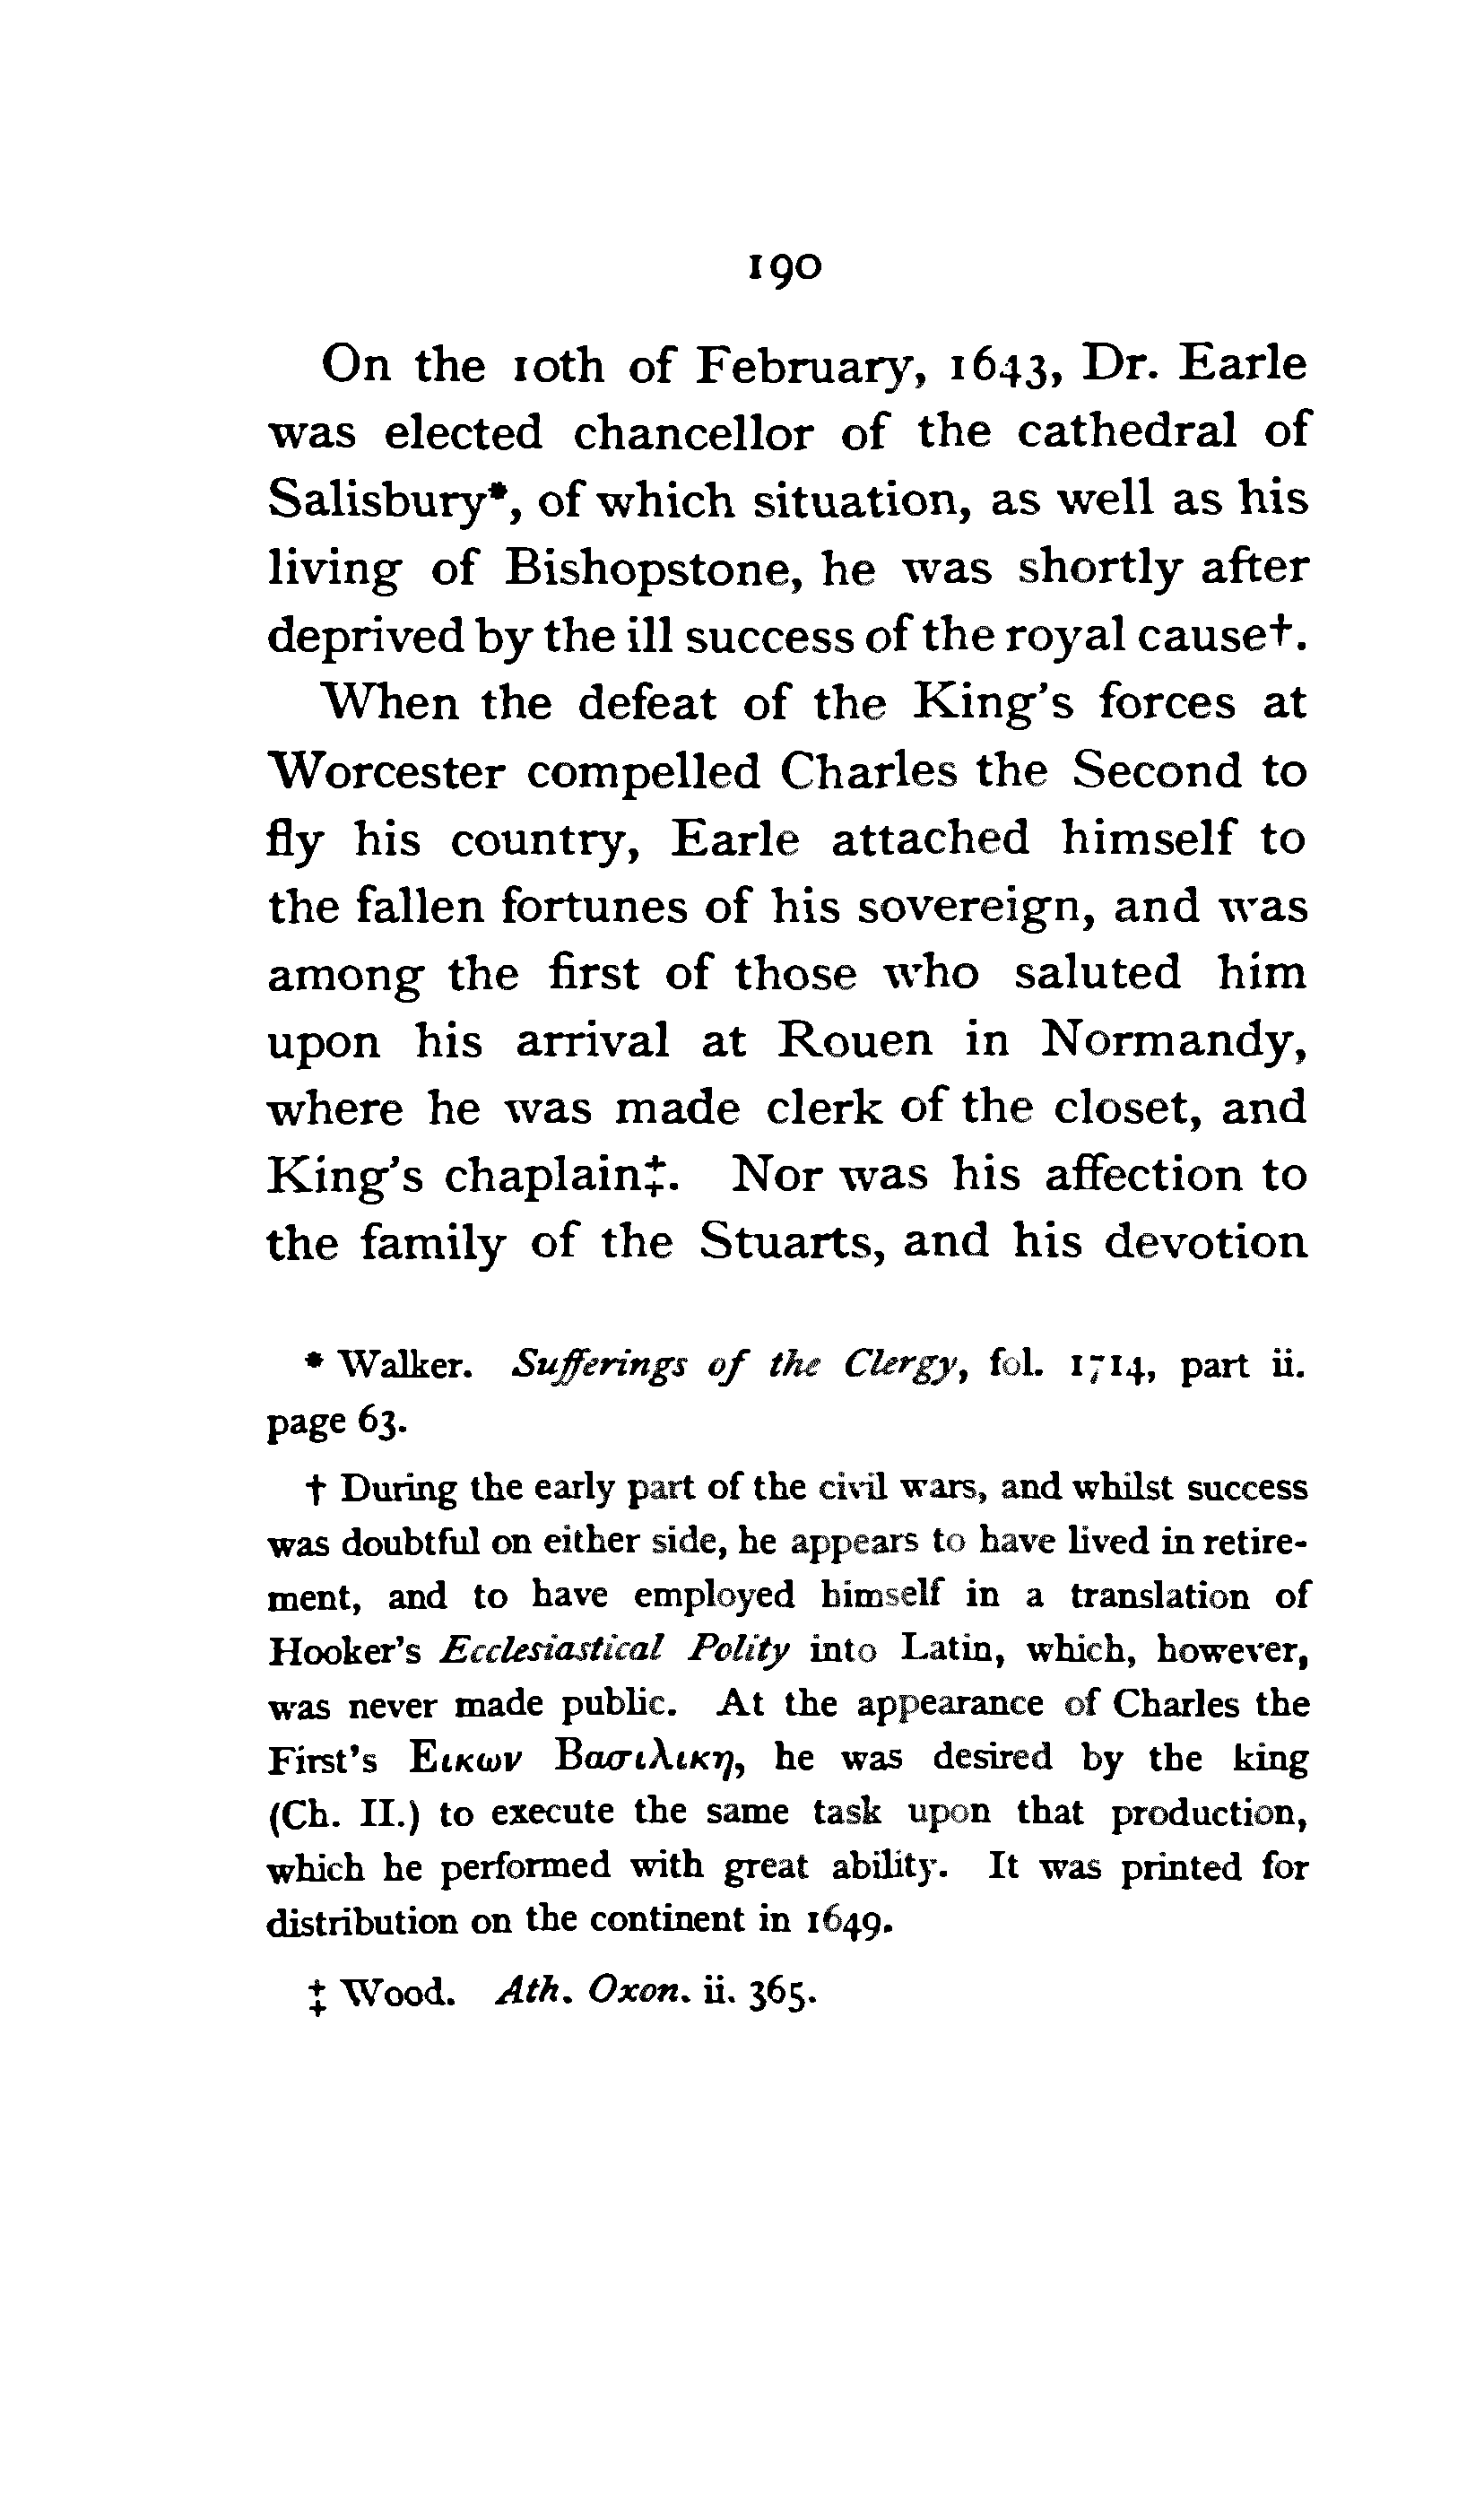 190
On the 10th of February, 1643, Dr. Earle
was elected chancellor of the cathedral of
Salisbury*, of which situation, as well as his
living of Bishopstone, he was shortly after
deprived by the ill success of the royal cause†.
When the defeat of the King's forces at
Worcester compelled Charles the Second to
fly his country, Earle attached himself to
the fallen fortunes of his sovereign, and was
among the first of those who saluted him
upon his arrival at Rouen in Normandy,
where he was made clerk of the closet, and
King's chaplain‡. Nor was his affection to
the family of the Stuarts, and his devotion
* Walker. Sufferings of the Clergy, fol. 1714, part ii.
page 63.
† During the early part of the civil wars, and whilst success
was doubtful on either side, he appears to have lived in retire-
ment, and to have employed himself in a translation of
Hooker's Ecclesiastical Polity into Latin, which, however,
was never made public. At the appearance of Charles the
First's Εικων Βασιλικη, he was desired by the king
(Ch. II.) to execute the same task upon that production,
which he performed with great ability. It was printed for
distribution on the continent in 1649.
‡ Wood. Ath. Oxon. ii. 365.